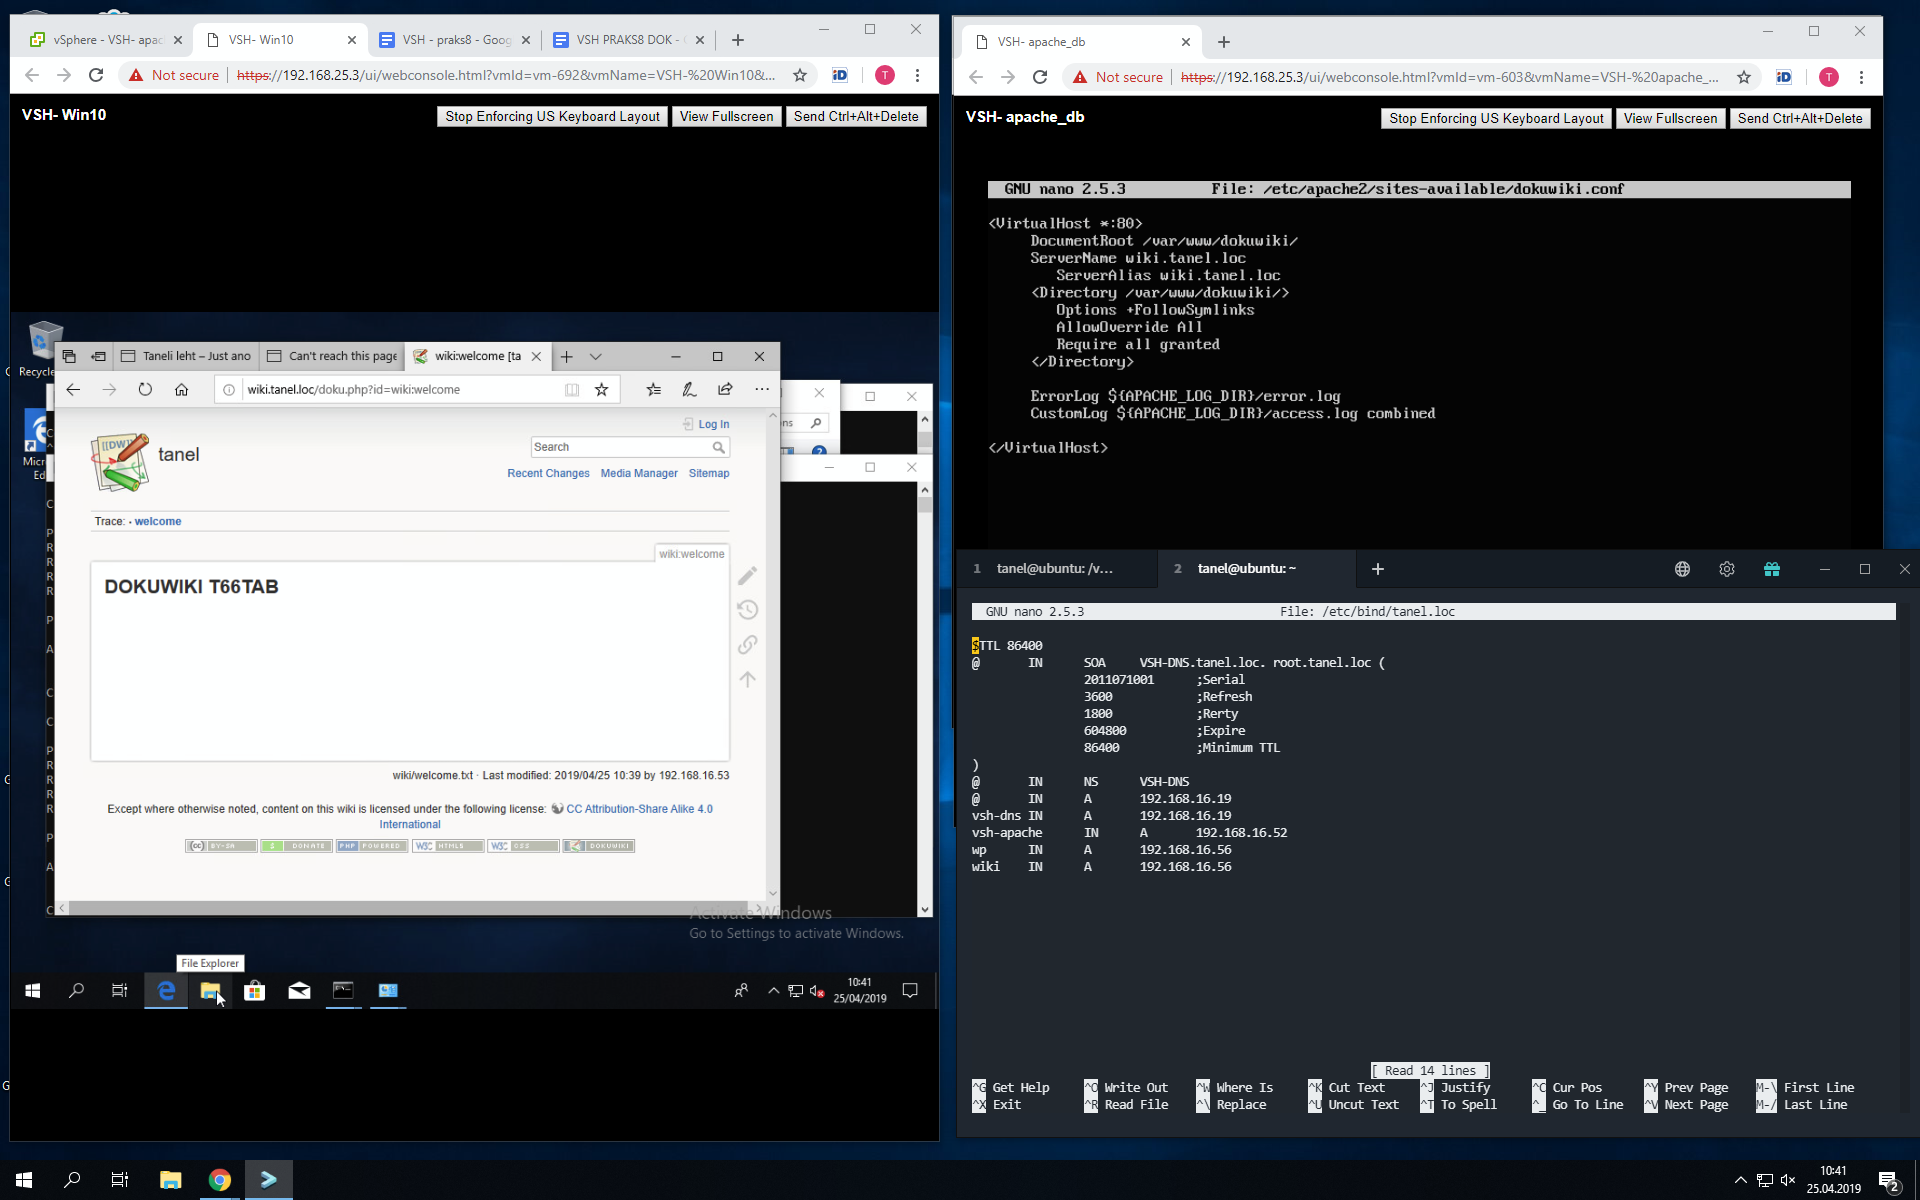 vSphere - VSH- apac
VSH- Win10
VSH - praks8 - Goog
VSH PRAKS8 DOK -
Not secure
https://192.168.25.3/ui/webconsole.html?vmId=vm-692&vmName=VSH-%20Win10&...
iD
T
VSH- Win10
Stop Enforcing US Keyboard Layout
View Fullscreen
Send Ctrl+Alt+Delete
Recycle
Taneli leht – Just ano
Can't reach this page
wiki:welcome [ta
wiki.tanel.loc/doku.php?id=wiki:welcome
[[DW]]
tanel
Log In
Search
Recent Changes
Media Manager
Sitemap
Trace: • welcome
wiki:welcome
DOKUWIKI T66TAB
wiki/welcome.txt · Last modified: 2019/04/25 10:39 by 192.168.16.53
Except where otherwise noted, content on this wiki is licensed under the following license: CC Attribution-Share Alike 4.0
International
(cc) BY-SA
$ DONATE
PHP POWERED
W3C HTML5
W3C CSS
DOKUWIKI
Activate Windows
Go to Settings to activate Windows.
File Explorer
10:41
25/04/2019
VSH- apache_db
Not secure
https://192.168.25.3/ui/webconsole.html?vmId=vm-603&vmName=VSH-%20apache_...
iD
T
VSH- apache_db
Stop Enforcing US Keyboard Layout
View Fullscreen
Send Ctrl+Alt+Delete
GNU nano 2.5.3 File: /etc/apache2/sites-available/dokuwiki.conf
<VirtualHost *:80>
DocumentRoot /var/www/dokuwiki/
ServerName wiki.tanel.loc
ServerAlias wiki.tanel.loc
<Directory /var/www/dokuwiki/>
Options +FollowSymlinks
AllowOverride All
Require all granted
</Directory>
ErrorLog ${APACHE_LOG_DIR}/error.log
CustomLog ${APACHE_LOG_DIR}/access.log combined
</VirtualHost>
1 tanel@ubuntu: /v...
2 tanel@ubuntu: ~
GNU nano 2.5.3 File: /etc/bind/tanel.loc
$TTL 86400
@ IN SOA VSH-DNS.tanel.loc. root.tanel.loc (
2011071001 ;Serial
3600 ;Refresh
1800 ;Rerty
604800 ;Expire
86400 ;Minimum TTL
)
@ IN NS VSH-DNS
@ IN A 192.168.16.19
vsh-dns IN A 192.168.16.19
vsh-apache IN A 192.168.16.52
wp IN A 192.168.16.56
wiki IN A 192.168.16.56
[ Read 14 lines ]
^G Get Help ^O Write Out ^W Where Is ^K Cut Text ^J Justify ^C Cur Pos ^Y Prev Page M-\ First Line
^X Exit ^R Read File ^\ Replace ^U Uncut Text ^T To Spell ^_ Go To Line ^V Next Page M-/ Last Line
10:41
25.04.2019
2